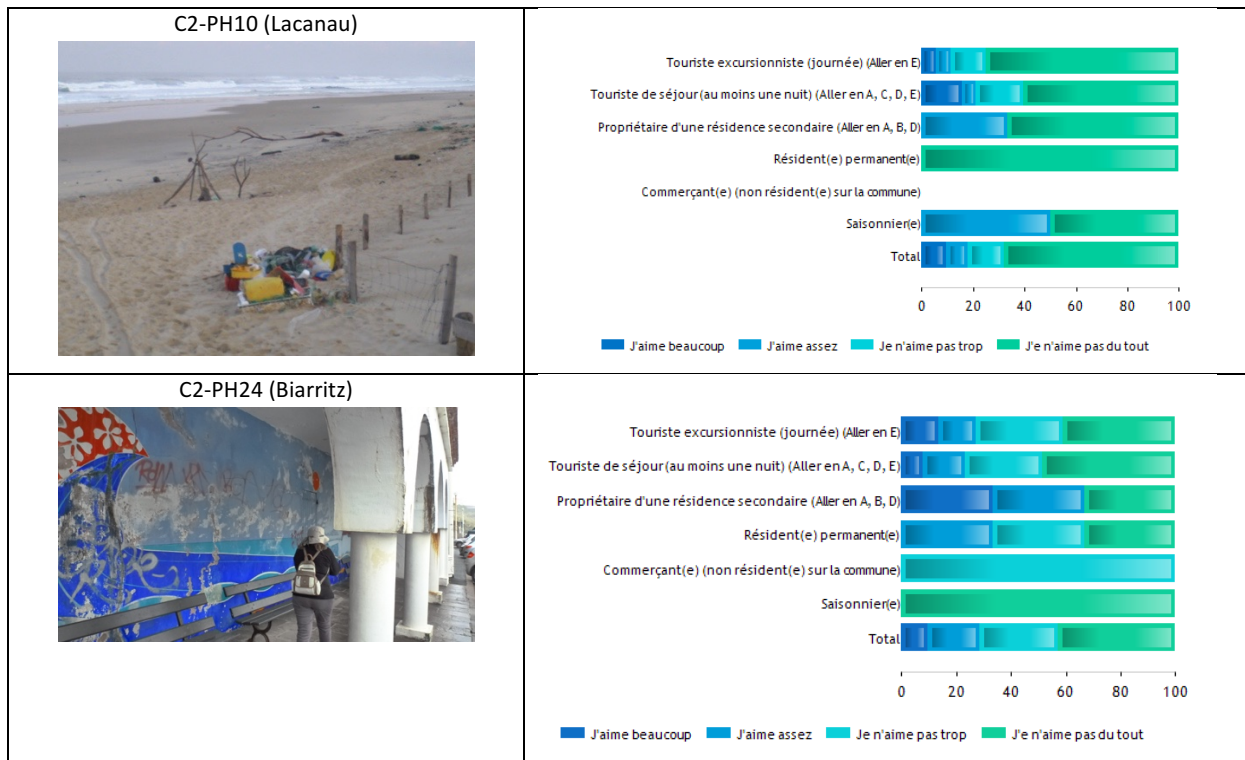 C2-PH10 (Lacanau)
Touriste excursionniste (journée) (Aller en E)
Touriste de séjour (au moins une nuit) (Aller en A, C, D, E)
Propriétaire d'une résidence secondaire (Aller en A, B, D)
Résident(e) permanent(e)
Commerçant(e) (non résident(e) sur la commune)
Saisonnier(e)
Total
0 20 40 60 80 100
J'aime beaucoup J'aime assez Je n'aime pas trop J'e n'aime pas du tout
C2-PH24 (Biarritz)
Touriste excursionniste (journée) (Aller en E)
Touriste de séjour (au moins une nuit) (Aller en A, C, D, E)
Propriétaire d'une résidence secondaire (Aller en A, B, D)
Résident(e) permanent(e)
Commerçant(e) (non résident(e) sur la commune)
Saisonnier(e)
Total
0 20 40 60 80 100
J'aime beaucoup J'aime assez Je n'aime pas trop J'e n'aime pas du tout